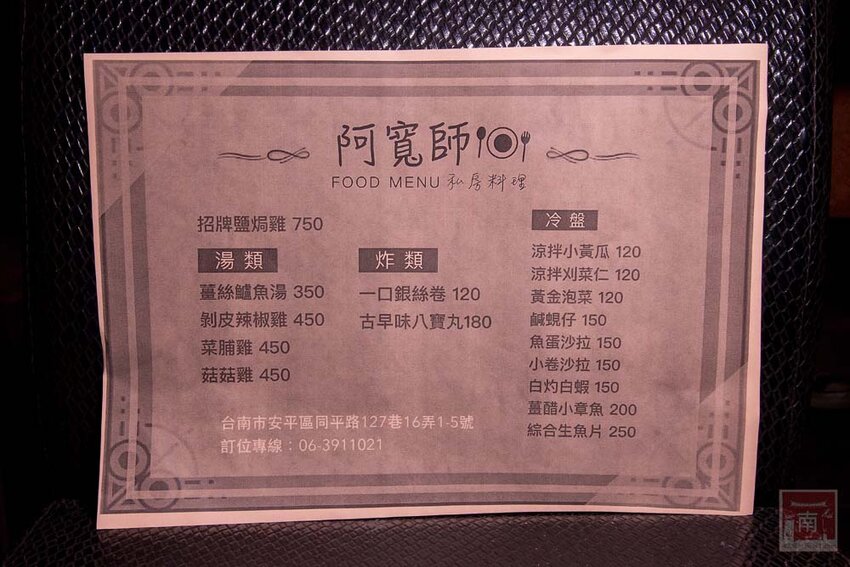 阿寬師
FOOD MENU 私房料理
招牌鹽焗雞 750
湯類
薑絲鱸魚湯 350
剝皮辣椒雞 450
菜脯雞 450
菇菇雞 450
炸類
一口銀絲卷 120
古早味八寶丸180
冷盤
涼拌小黃瓜 120
涼拌刈菜仁 120
黃金泡菜 120
鹹蜆仔 150
魚蛋沙拉 150
小卷沙拉 150
白灼白蝦 150
薑醋小章魚 200
綜合生魚片 250
台南市安平區同平路127巷16弄1-5號
訂位專線：06-3911021
南